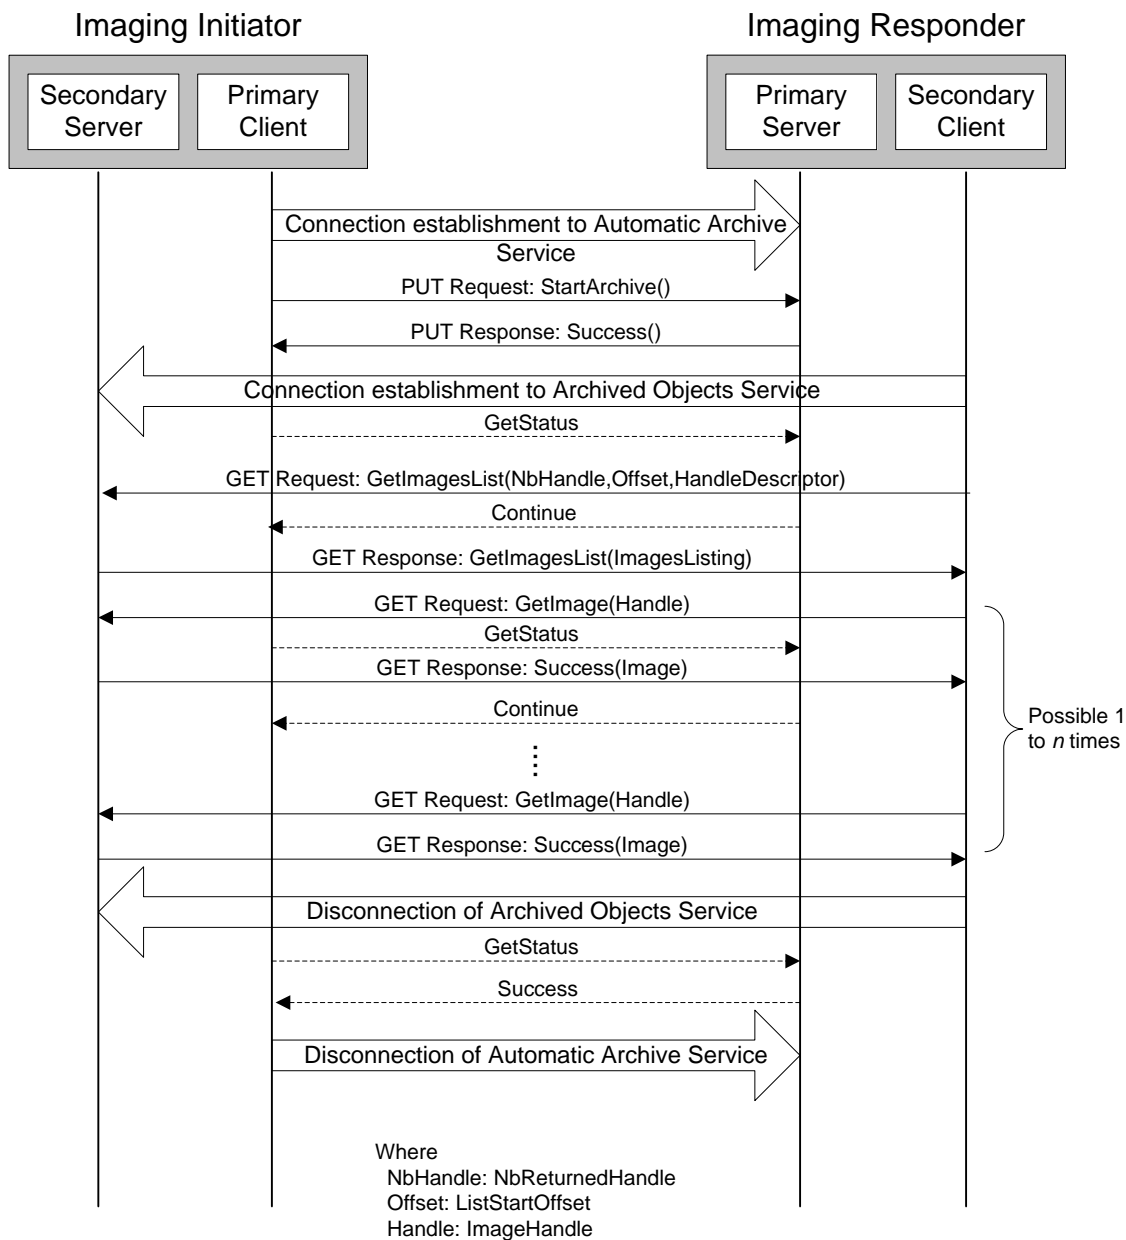 Imaging Initiator
Imaging Responder
Secondary
Server
Primary
Client
Primary
Server
Secondary
Client
Connection establishment to Automatic Archive
Service
PUT Request: StartArchive()
PUT Response: Success()
Connection establishment to Archived Objects Service
GetStatus
GET Request: GetImagesList(NbHandle,Offset,HandleDescriptor)
Continue
GET Response: GetImagesList(ImagesListing)
GET Request: GetImage(Handle)
GetStatus
GET Response: Success(Image)
Continue
Possible 1
to n times
GET Request: GetImage(Handle)
GET Response: Success(Image)
Disconnection of Archived Objects Service
GetStatus
Success
Disconnection of Automatic Archive Service
Where
NbHandle: NbReturnedHandle
Offset: ListStartOffset
Handle: ImageHandle